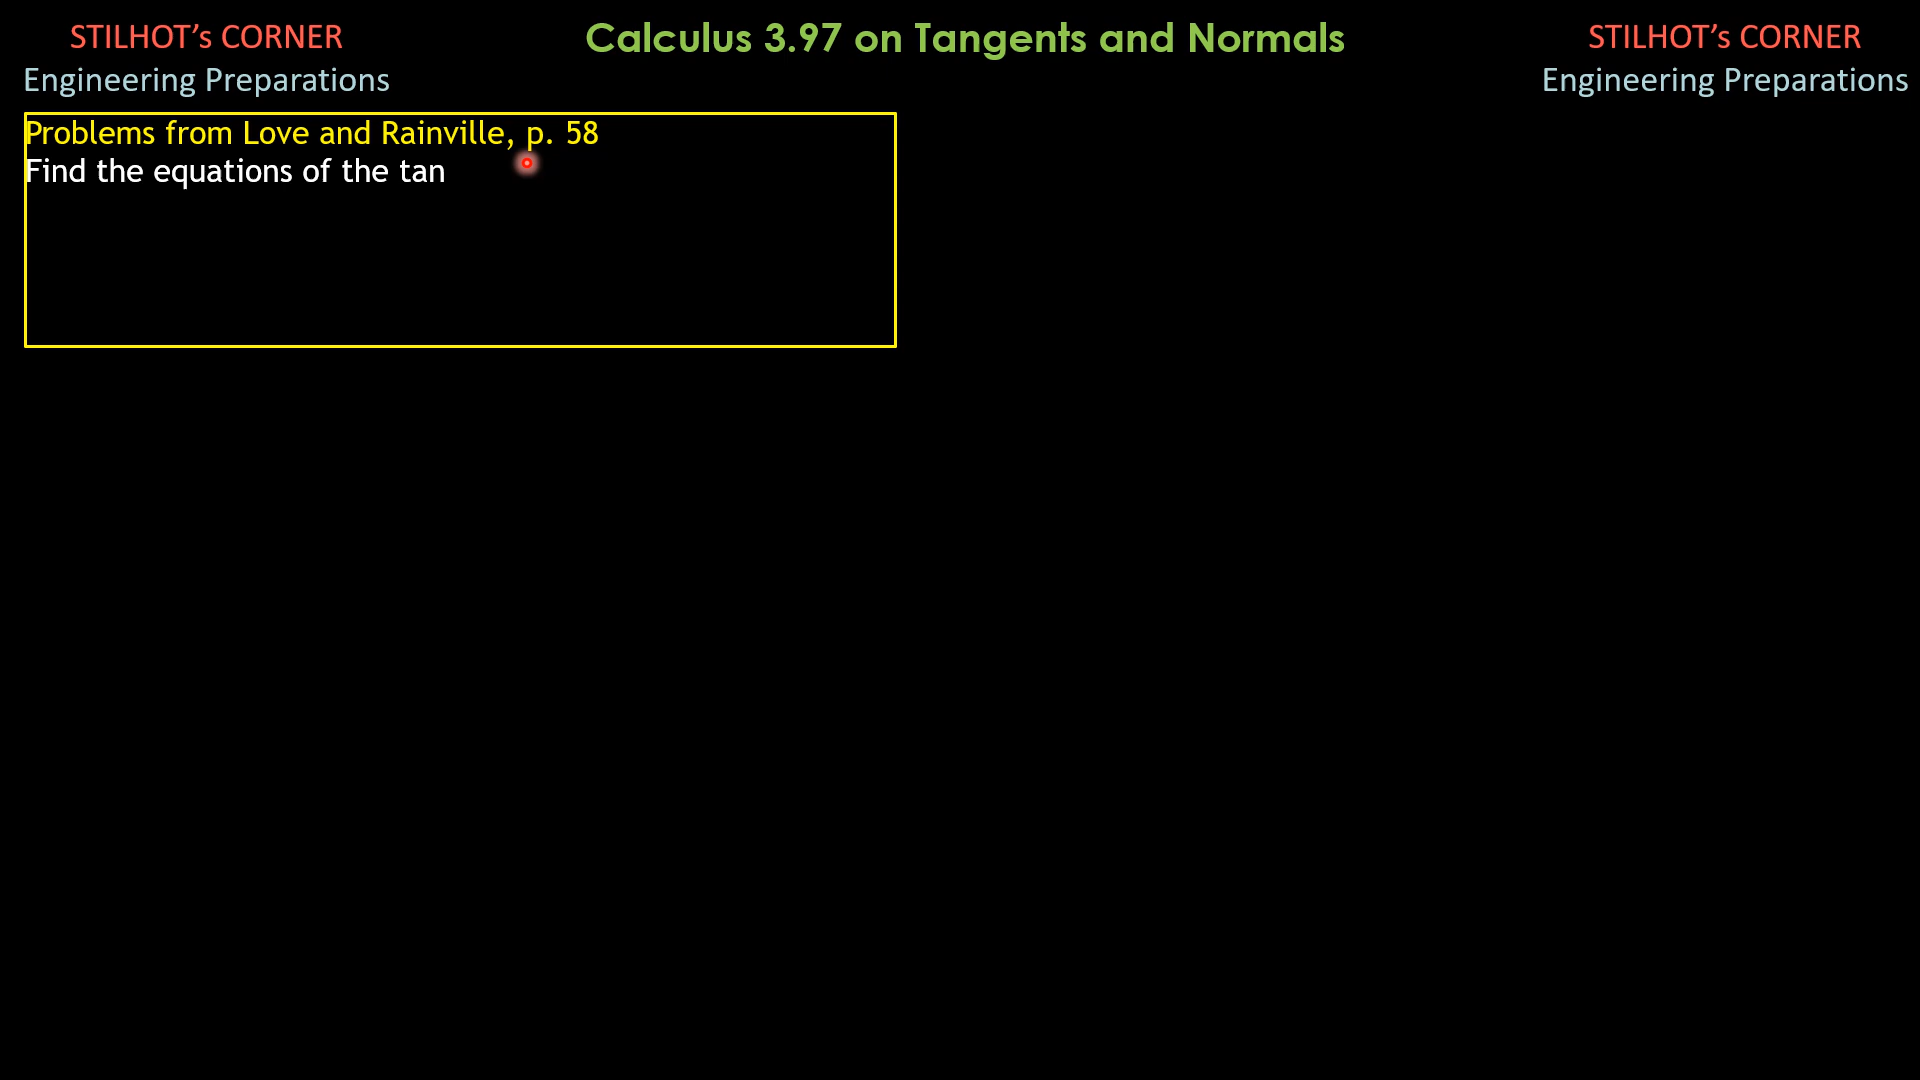 STILHOT’s CORNER
Engineering Preparations
Calculus 3.97 on Tangents and Normals
STILHOT’s CORNER
Engineering Preparations
Problems from Love and Rainville, p. 58
Find the equations of the tan